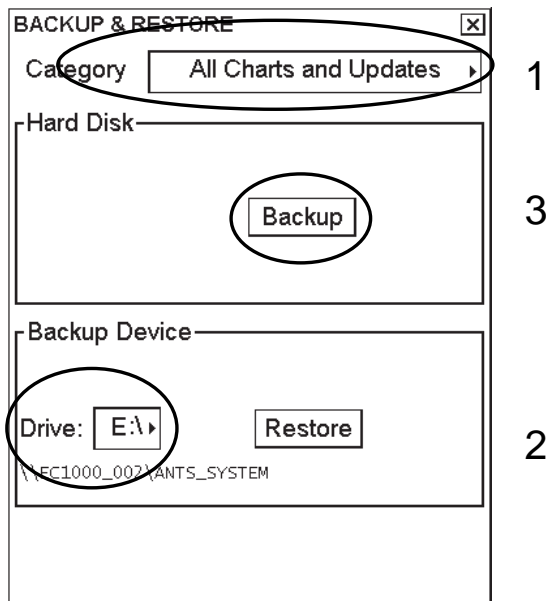 BACKUP & RESTORE
Category All Charts and Updates
1
Hard Disk
Backup
3
Backup Device
Drive: E:\ Restore
2
\\EC1000_002\ANTS_SYSTEM